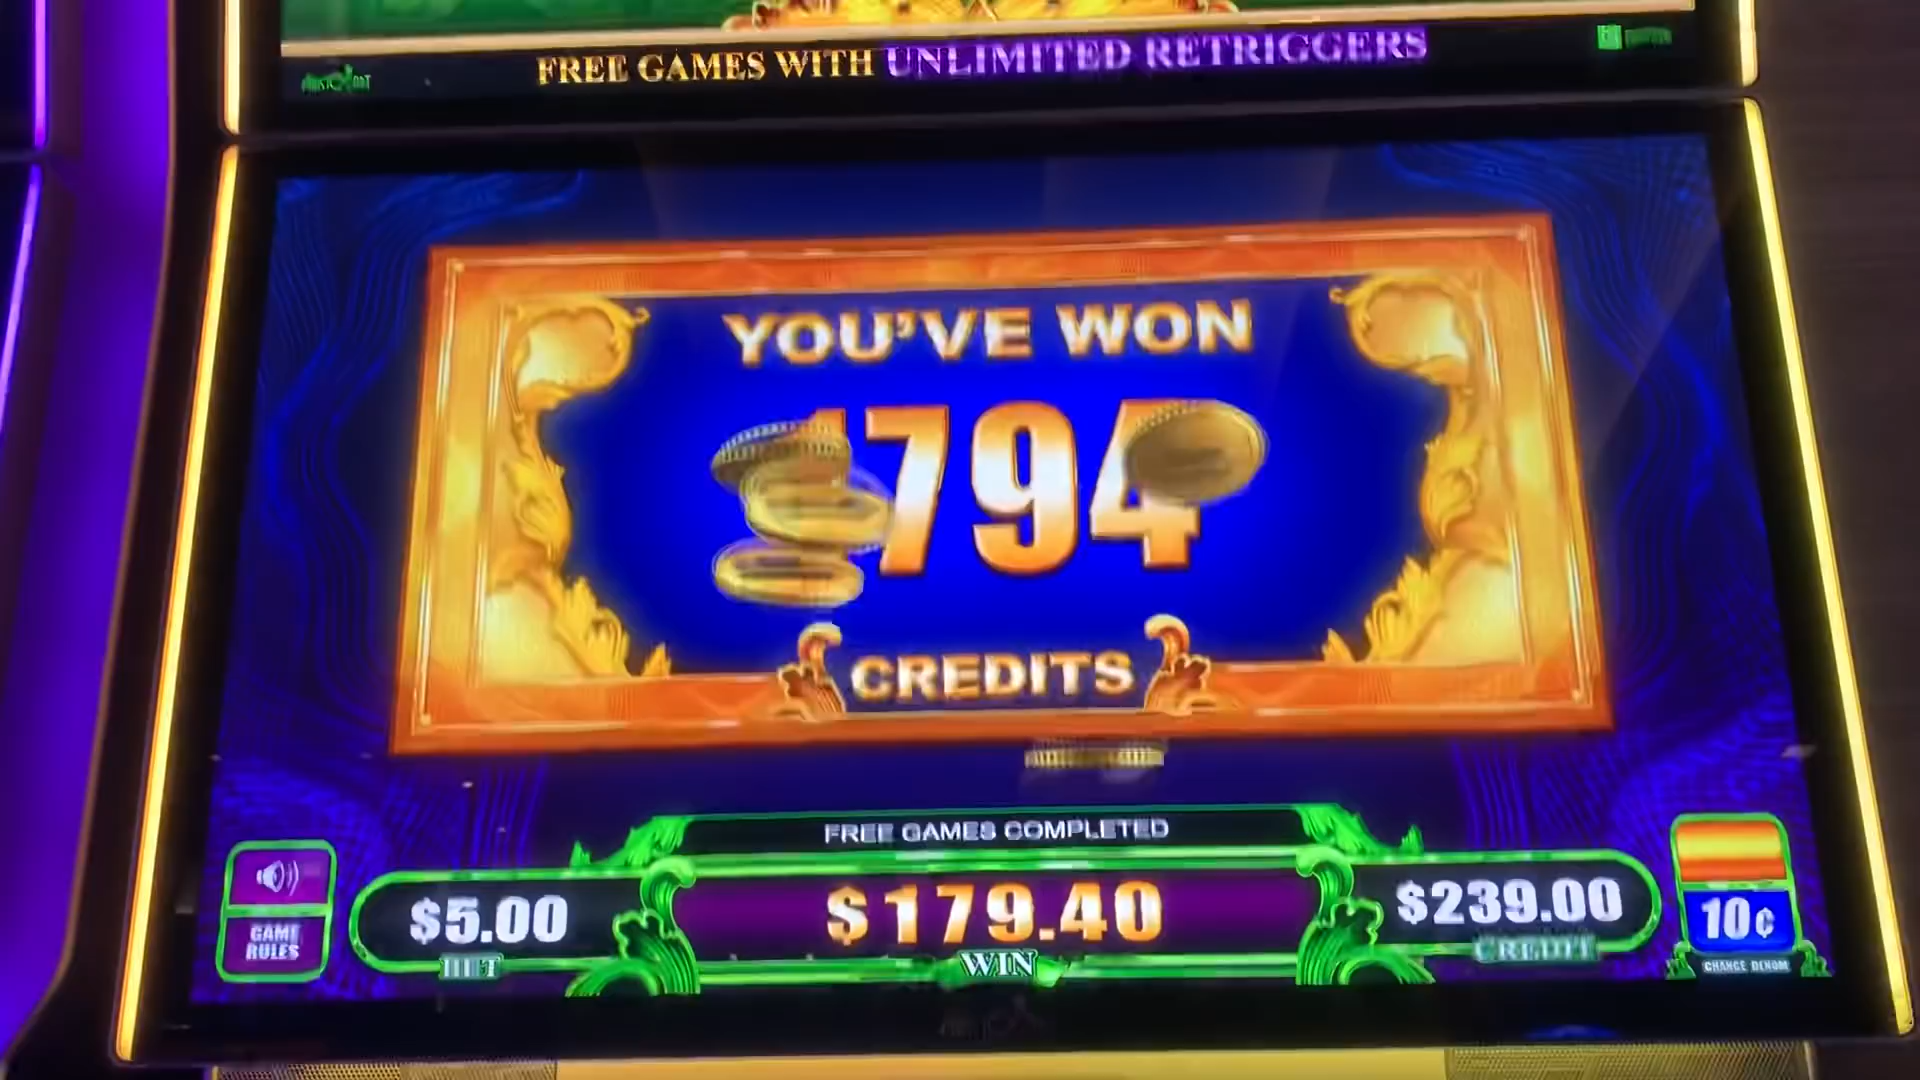 FREE GAMES WITH UNLIMITED RETRIGGERS
YOU'VE WON
1794
CREDITS
FREE GAMES COMPLETED
GAME
RULES
$5.00
BET
$179.40
WIN
$239.00
CREDIT
10¢
CHANGE DENOM